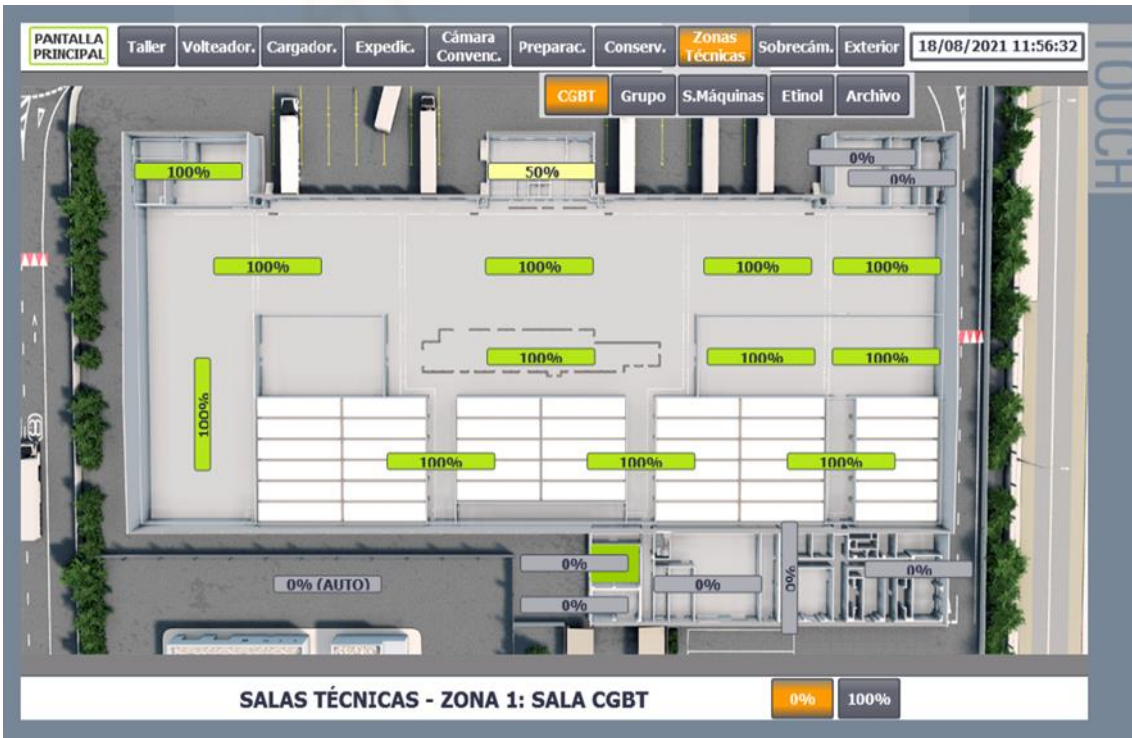 PANTALLA
PRINCIPAL
Taller
Volteador.
Cargador.
Expedic.
Cámara
Convenc.
Preparac.
Conserv.
Zonas
Técnicas
Sobrecám.
Exterior
18/08/2021 11:56:32
TOUCH
CGBT
Grupo
S.Máquinas
Etinol
Archivo
100%
50%
0%
0%
100%
100%
100%
100%
100%
100%
100%
100%
100%
100%
100%
0%
0% (AUTO)
0%
0%
0%
0%
SALAS TÉCNICAS - ZONA 1: SALA CGBT
0%
100%